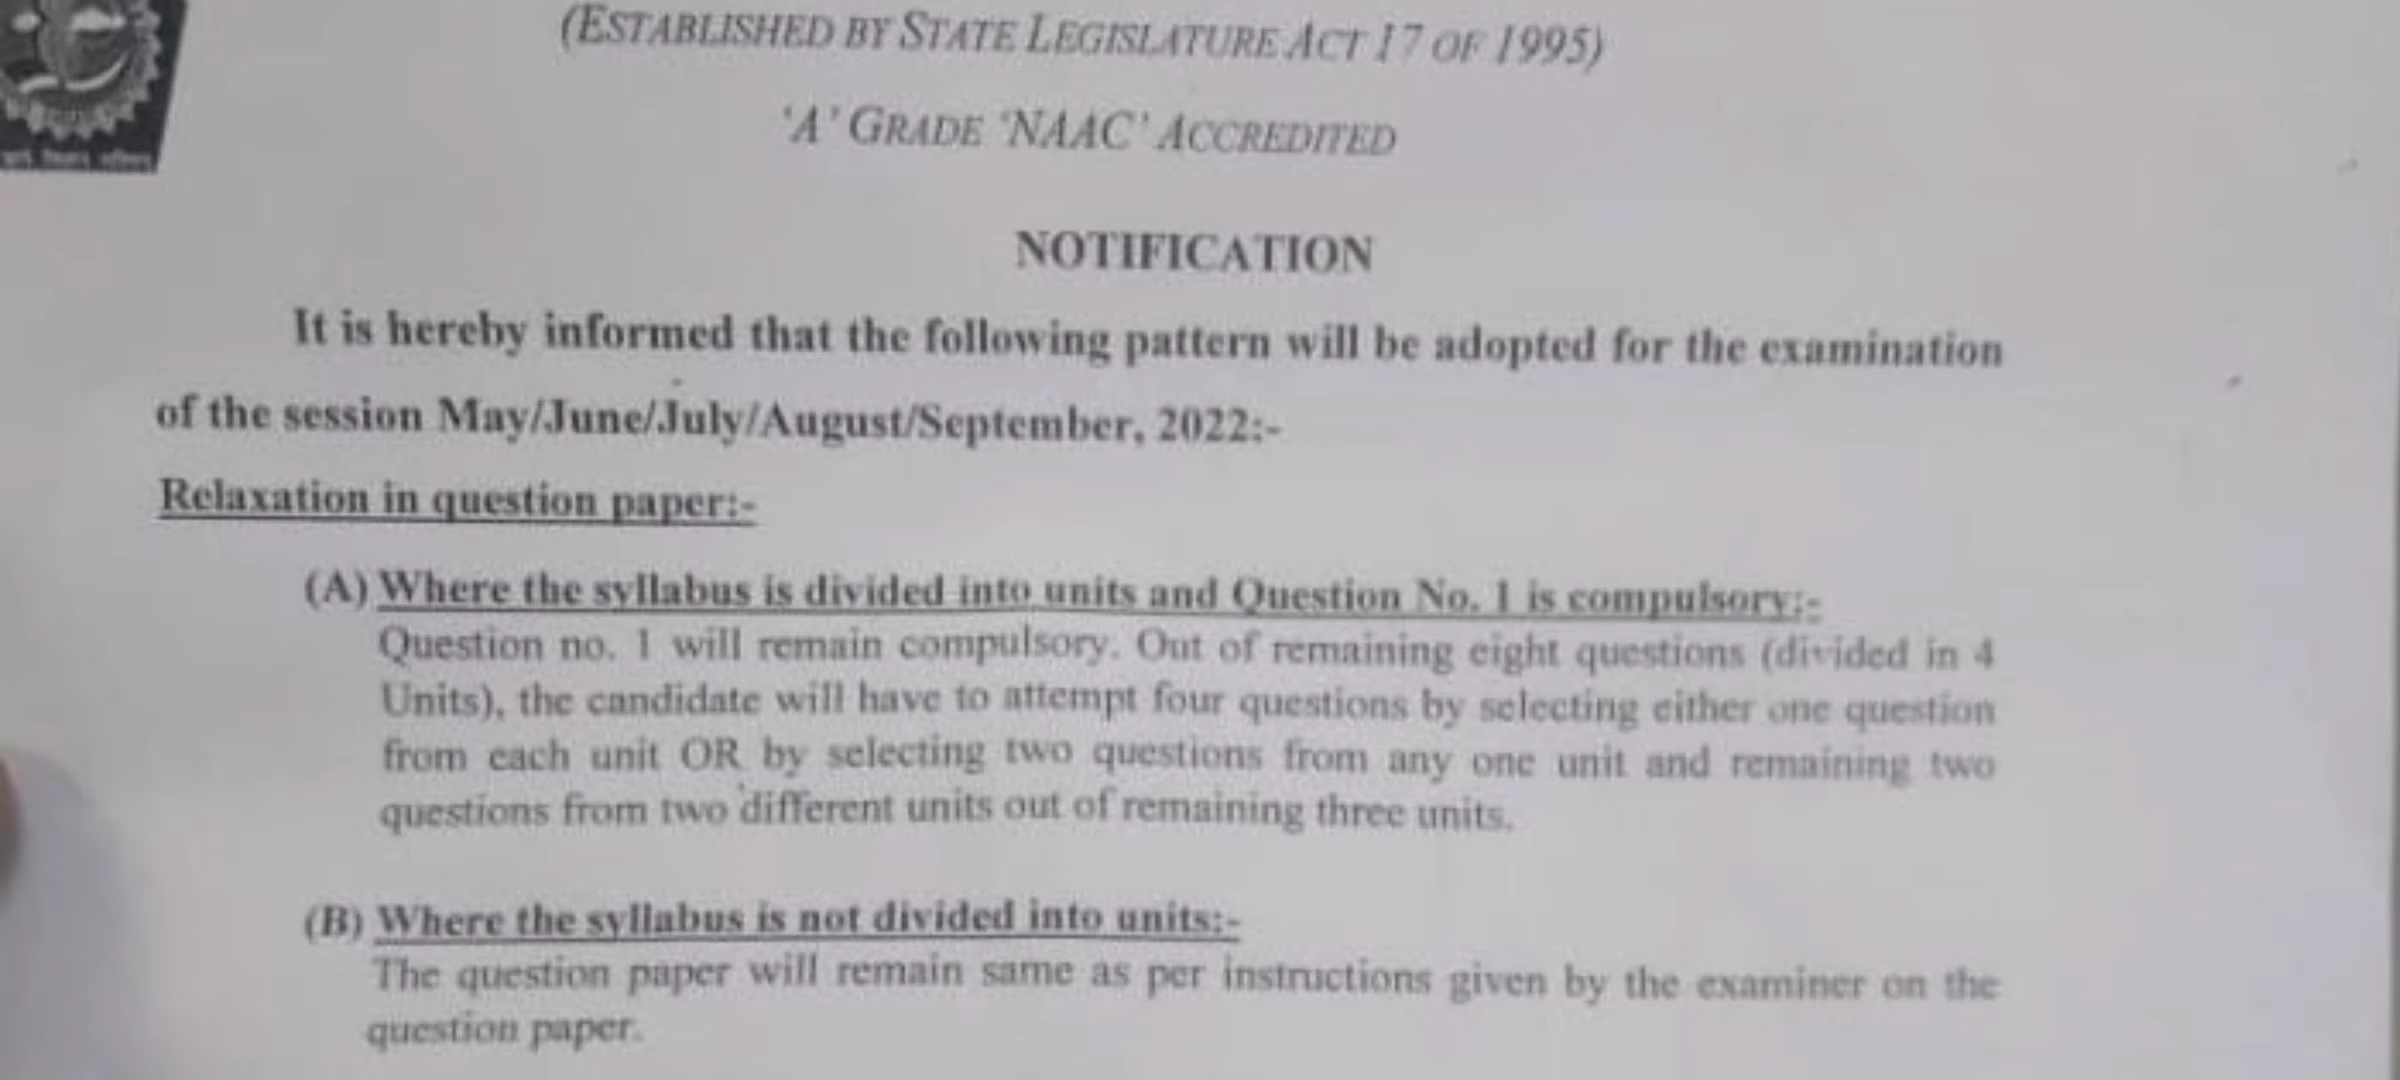 (ESTABLISHED BY STATE LEGISLATURE ACT 17 OF 1995)
'A' GRADE 'NAAC' ACCREDITED
NOTIFICATION
It is hereby informed that the following pattern will be adopted for the examination
of the session May/June/July/August/September, 2022:-
Relaxation in question paper:-
(A) Where the syllabus is divided into units and Question No. 1 is compulsory:-
Question no. 1 will remain compulsory. Out of remaining eight questions (divided in 4
Units), the candidate will have to attempt four questions by selecting either one question
from each unit OR by selecting two questions from any one unit and remaining two
questions from two different units out of remaining three units.
(B) Where the syllabus is not divided into units:-
The question paper will remain same as per instructions given by the examiner on the
question paper.